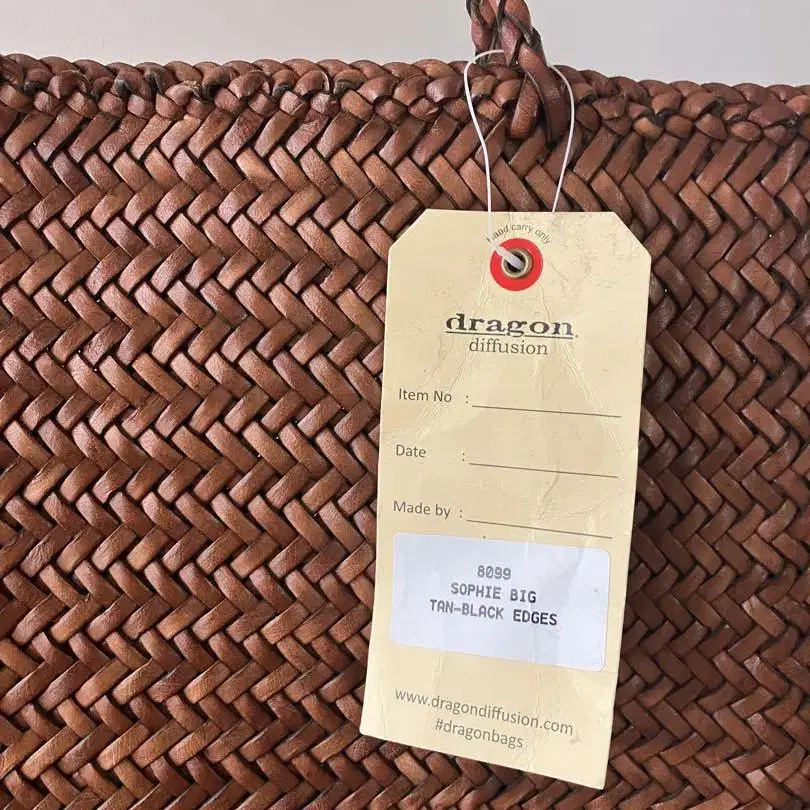 hand carry only
dragon
diffusion
Item No :
Date :
Made by :
8099
SOPHIE BIG
TAN-BLACK EDGES
www.dragondiffusion.com
#dragonbags